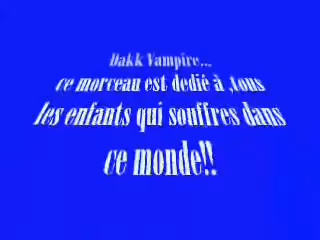 Dakk Vampire...
ce morceau est dedié à ,tous
les enfants qui souffres dans
ce monde!!